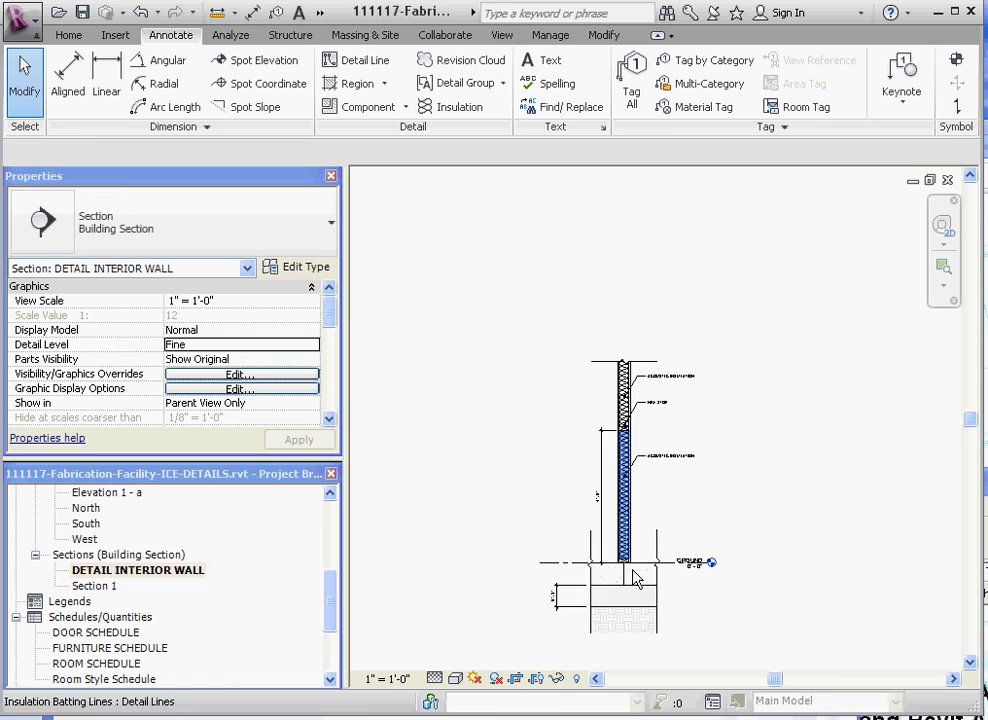 111117-Fabri...
Type a keyword or phrase
Sign In
Home Insert Annotate Analyze Structure Massing & Site Collaborate View Manage Modify
Modify
Aligned
Linear
Angular
Radial
Arc Length
Spot Elevation
Spot Coordinate
Spot Slope
Detail Line
Region
Component
Revision Cloud
Detail Group
Insulation
Text
Spelling
Find/ Replace
Tag All
Tag by Category
Multi-Category
Material Tag
View Reference
Area Tag
Room Tag
Keynote
Select Dimension Detail Text Tag Symbol
Properties
Section
Building Section
Section: DETAIL INTERIOR WALL Edit Type
Graphics
View Scale 1" = 1'-0"
Scale Value 1: 12
Display Model Normal
Detail Level Fine
Parts Visibility Show Original
Visibility/Graphics Overrides Edit...
Graphic Display Options Edit...
Show in Parent View Only
Hide at scales coarser than 1/8" = 1'-0"
Properties help Apply
111117-Fabrication-Facility-ICE-DETAILS.rvt - Project Br...
Elevation 1 - a
North
South
West
Sections (Building Section)
DETAIL INTERIOR WALL
Section 1
Legends
Schedules/Quantities
DOOR SCHEDULE
FURNITURE SCHEDULE
ROOM SCHEDULE
Room Style Schedule
2D
1" = 1'-0"
Insulation Batting Lines : Detail Lines
:0
Main Model